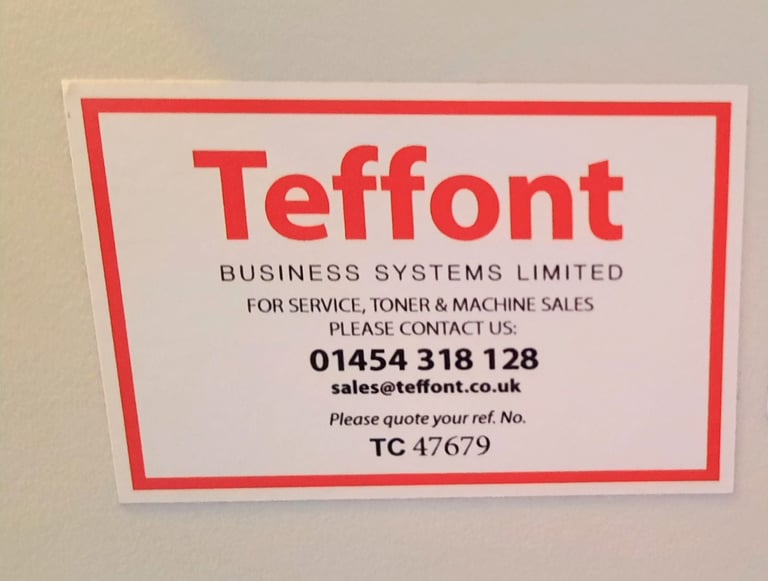 Teffont
BUSINESS SYSTEMS LIMITED
FOR SERVICE, TONER & MACHINE SALES
PLEASE CONTACT US:
01454 318 128
sales@teffont.co.uk
Please quote your ref. No.
TC 47679